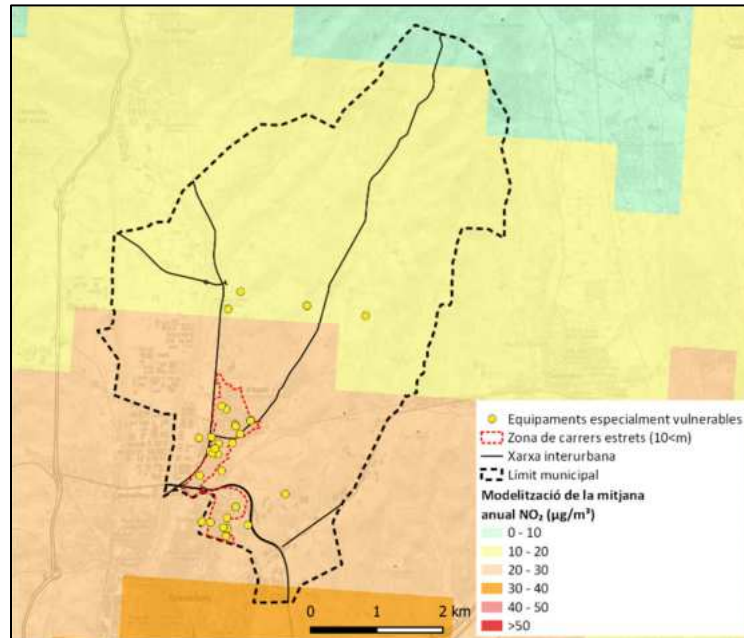 Equipaments especialment vulnerables
Zona de carrers estrets (10<m)
Xarxa interurbana
Límit municipal
Modelització de la mitjana
anual NO₂ (µg/m³)
0 - 10
10 - 20
20 - 30
30 - 40
40 - 50
>50
0 1 2 km